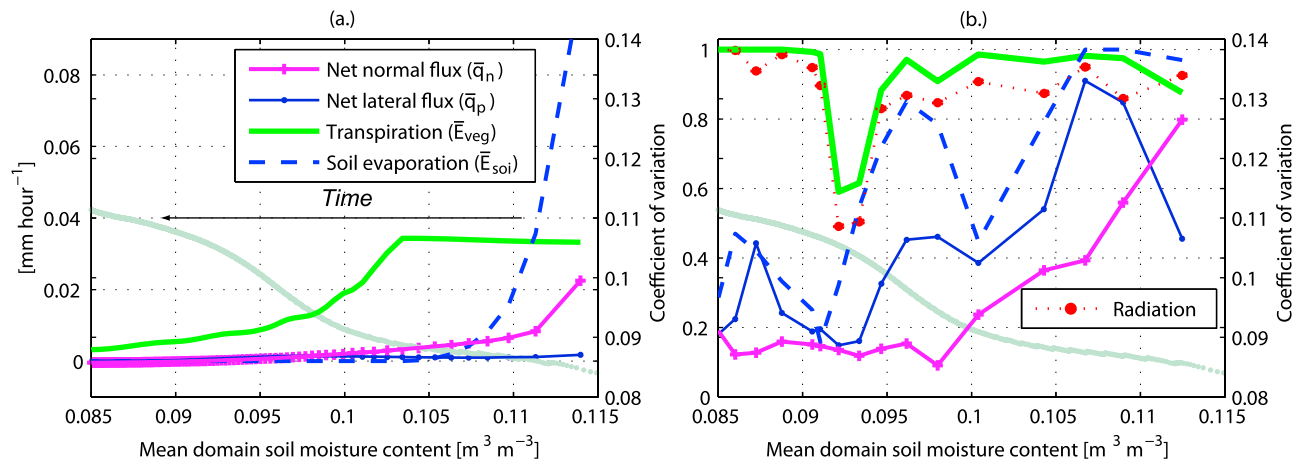 (a.)
0.08
0.06
0.04
0.02
0
[mm hour⁻¹]
Net normal flux (q̄ₙ)
Net lateral flux (q̄ₚ)
Transpiration (Ē_veg)
Soil evaporation (Ē_soi)
Time
0.14
0.13
0.12
0.11
0.1
0.09
0.08
Coefficient of variation
0.085 0.09 0.095 0.1 0.105 0.11 0.115
Mean domain soil moisture content [m³ m⁻³]
(b.)
1
0.8
0.6
0.4
0.2
0
Radiation
0.14
0.13
0.12
0.11
0.1
0.09
0.08
Coefficient of variation
0.085 0.09 0.095 0.1 0.105 0.11 0.115
Mean domain soil moisture content [m³ m⁻³]